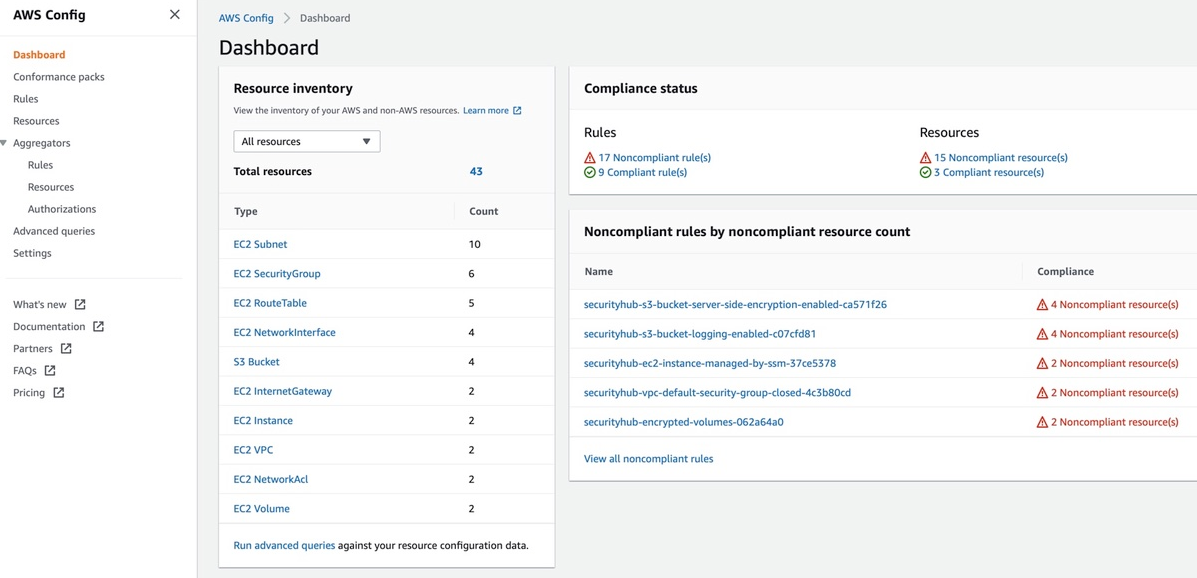 AWS Config
Dashboard
Conformance packs
Rules
Resources
Aggregators
Rules
Resources
Authorizations
Advanced queries
Settings
What's new
Documentation
Partners
FAQs
Pricing
AWS Config > Dashboard
Dashboard
Resource inventory
View the inventory of your AWS and non-AWS resources. Learn more
All resources
Total resources 43
Type Count
EC2 Subnet 10
EC2 SecurityGroup 6
EC2 RouteTable 5
EC2 NetworkInterface 4
S3 Bucket 4
EC2 InternetGateway 2
EC2 Instance 2
EC2 VPC 2
EC2 NetworkAcl 2
EC2 Volume 2
Run advanced queries against your resource configuration data.
Compliance status
Rules
17 Noncompliant rule(s)
9 Compliant rule(s)
Resources
15 Noncompliant resource(s)
3 Compliant resource(s)
Noncompliant rules by noncompliant resource count
Name Compliance
securityhub-s3-bucket-server-side-encryption-enabled-ca571f26 4 Noncompliant resource(s)
securityhub-s3-bucket-logging-enabled-c07cfd81 4 Noncompliant resource(s)
securityhub-ec2-instance-managed-by-ssm-37ce5378 2 Noncompliant resource(s)
securityhub-vpc-default-security-group-closed-4c3b80cd 2 Noncompliant resource(s)
securityhub-encrypted-volumes-062a64a0 2 Noncompliant resource(s)
View all noncompliant rules